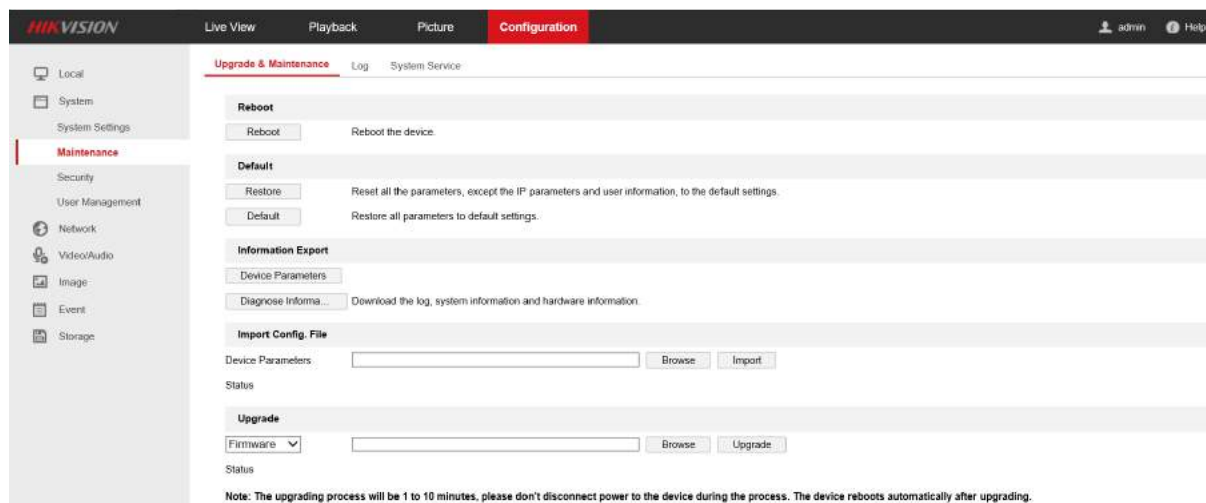 HIKVISION Live View Playback Picture Configuration admin Help
Upgrade & Maintenance Log System Service
Local
System
System Settings
Maintenance
Security
User Management
Network
Video/Audio
Image
Event
Storage
Reboot
Reboot Reboot the device.
Default
Restore Reset all the parameters, except the IP parameters and user information, to the default settings.
Default Restore all parameters to default settings.
Information Export
Device Parameters
Diagnose Informa... Download the log, system information and hardware information.
Import Config. File
Device Parameters Browse Import
Status
Upgrade
Firmware Browse Upgrade
Status
Note: The upgrading process will be 1 to 10 minutes, please don't disconnect power to the device during the process. The device reboots automatically after upgrading.